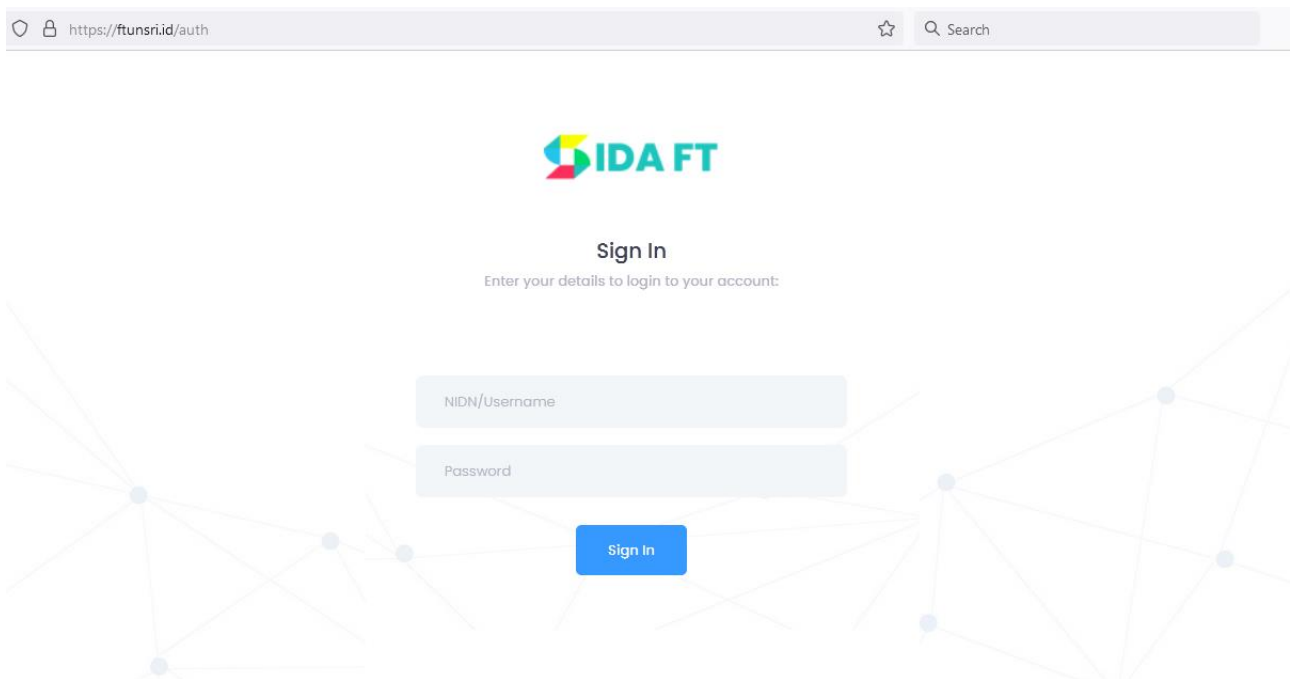 https://ftunsri.id/auth
Search
SIDA FT
Sign In
Enter your details to login to your account:
NIDN/Username
Password
Sign In